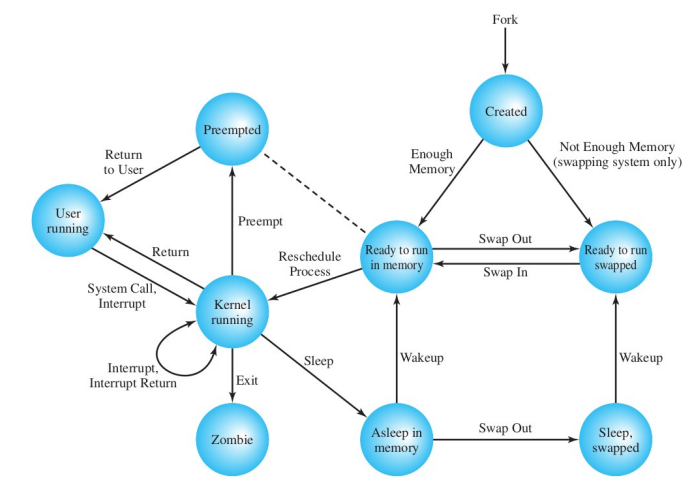 Fork
Created
Preempted
Return
to User
Enough
Memory
Not Enough Memory
(swapping system only)
User
running
Preempt
Return
Reschedule
Process
Ready to run
in memory
Swap Out
Swap In
Ready to run
swapped
System Call,
Interrupt
Kernel
running
Interrupt,
Interrupt Return
Sleep
Exit
Wakeup
Wakeup
Zombie
Asleep in
memory
Swap Out
Sleep,
swapped